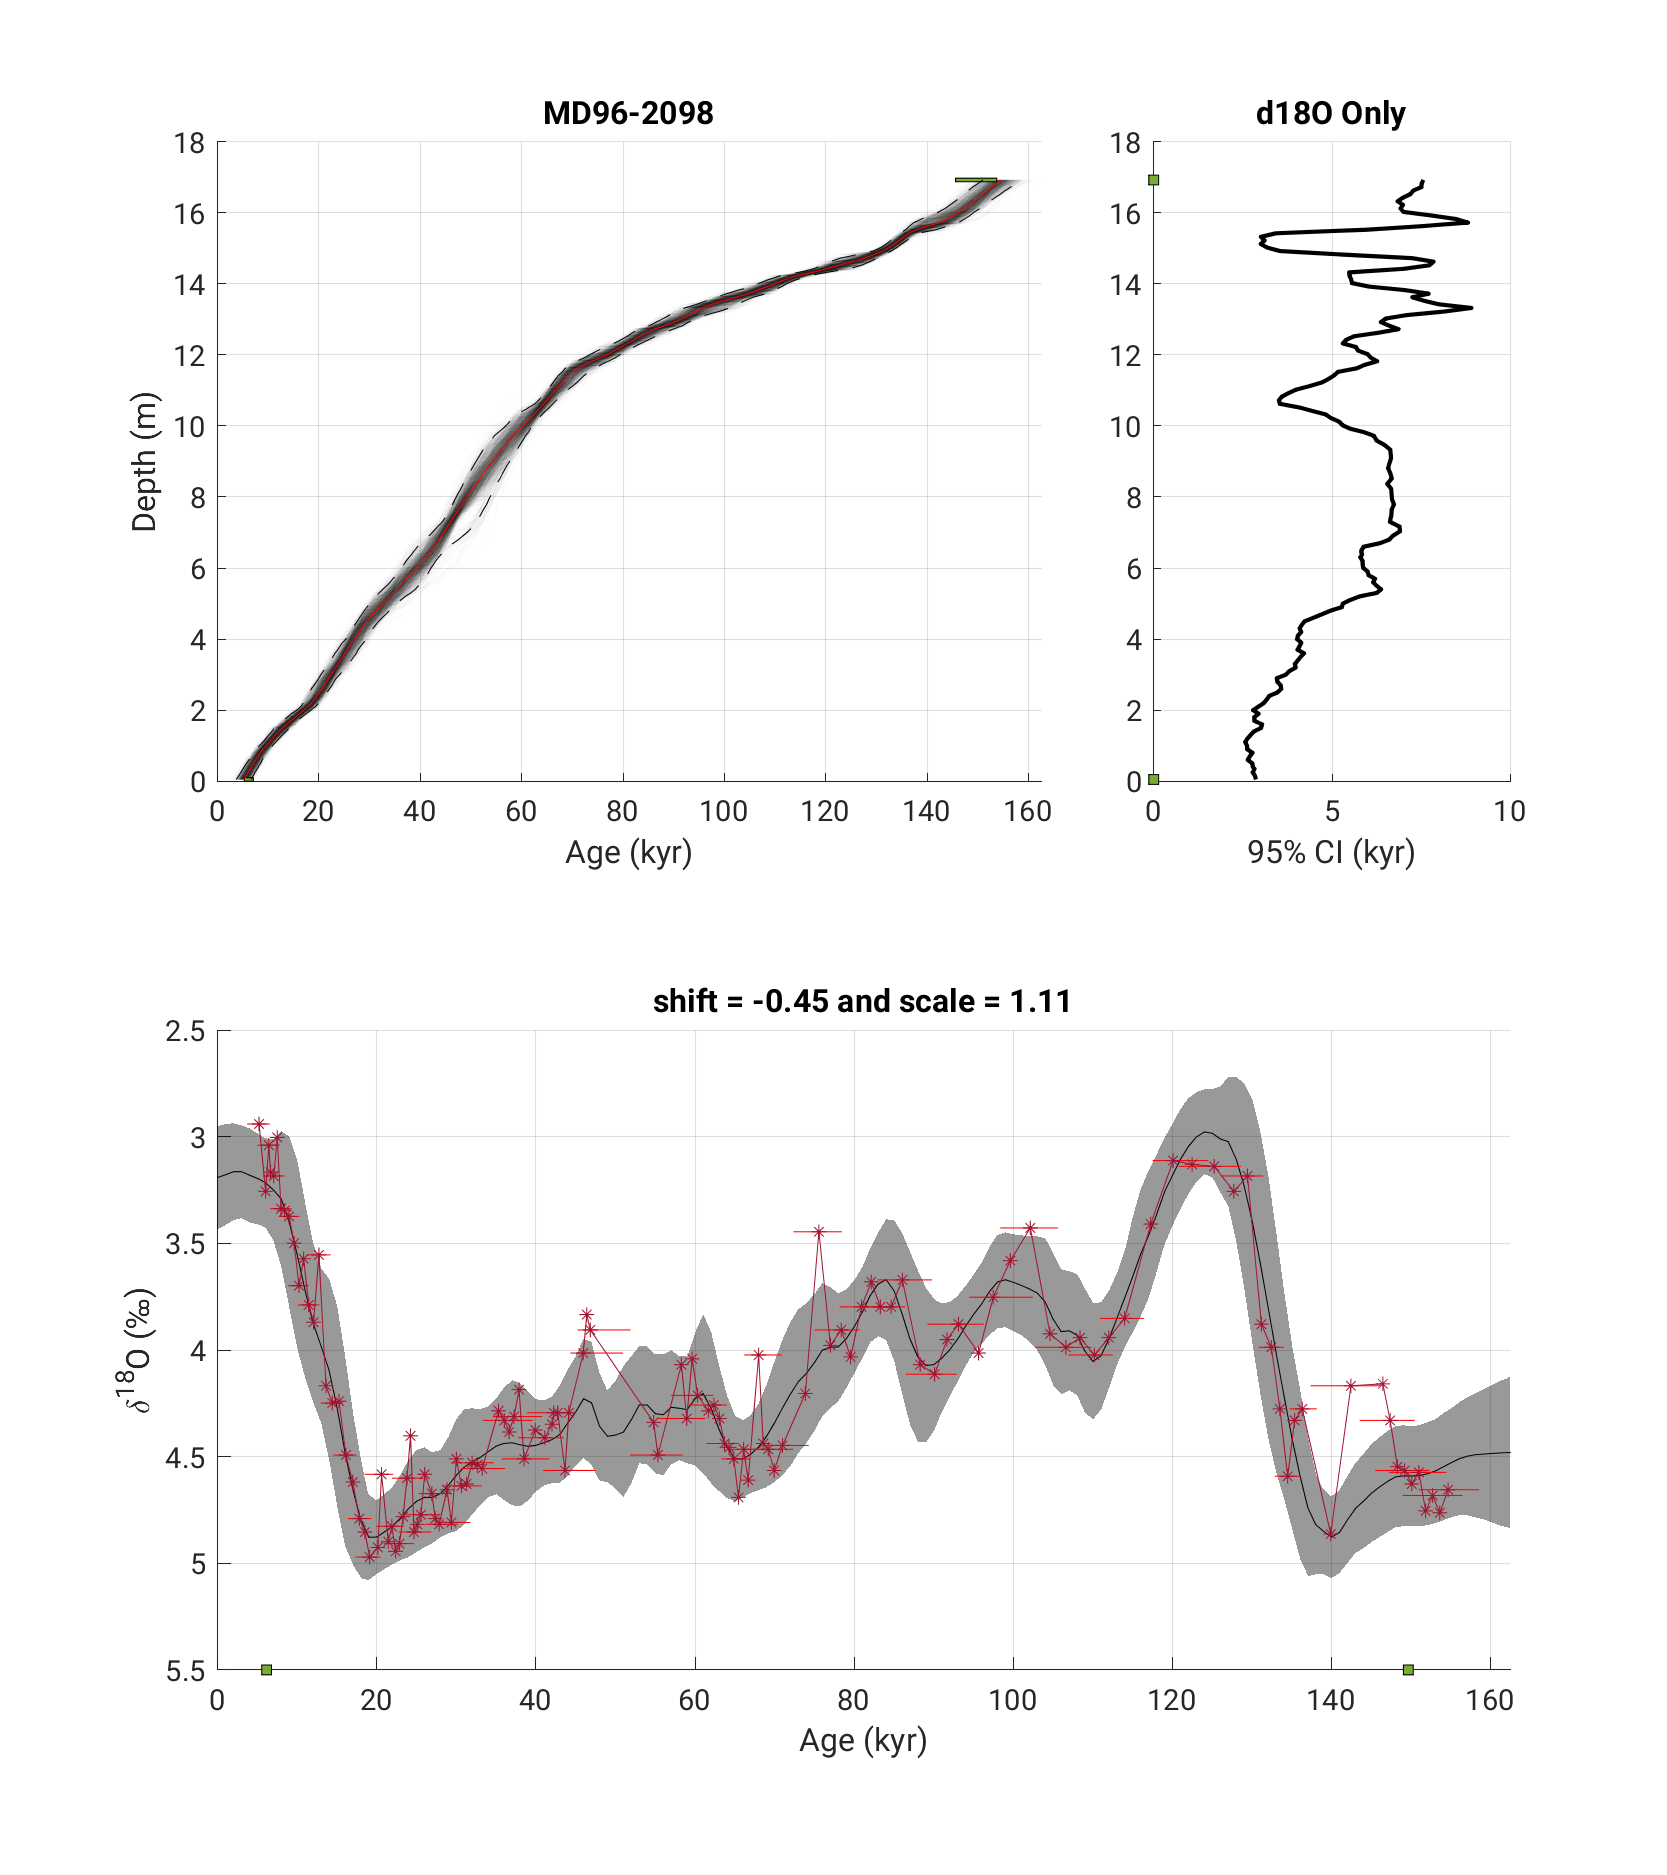 MD96-2098
d18O Only
18
16
14
12
10
8
6
4
2
0
Depth (m)
0 20 40 60 80 100 120 140 160
Age (kyr)
18
16
14
12
10
8
6
4
2
0
0 5 10
95% CI (kyr)
shift = -0.45 and scale = 1.11
2.5
3
3.5
4
4.5
5
5.5
δ18O (‰)
0 20 40 60 80 100 120 140 160
Age (kyr)